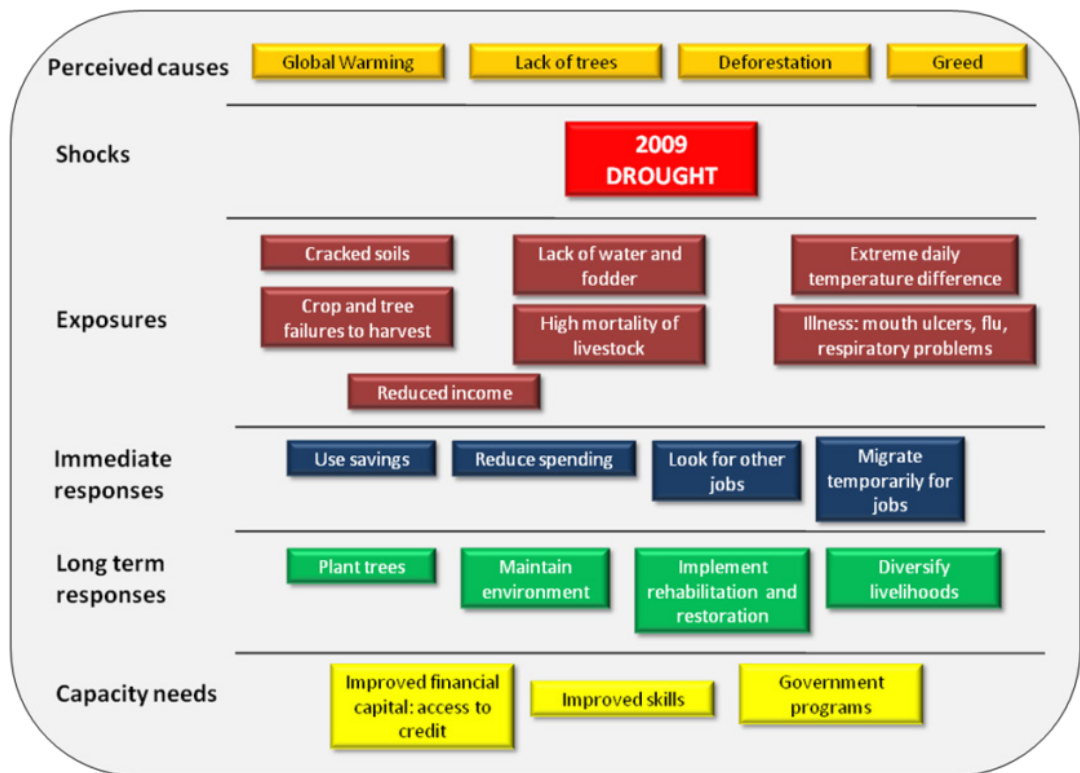 Perceived causes
Global Warming
Lack of trees
Deforestation
Greed
Shocks
2009
DROUGHT
Exposures
Cracked soils
Lack of water and
fodder
Extreme daily
temperature difference
Crop and tree
failures to harvest
High mortality of
livestock
Illness: mouth ulcers, flu,
respiratory problems
Reduced income
Immediate
responses
Use savings
Reduce spending
Look for other
jobs
Migrate
temporarily for
jobs
Long term
responses
Plant trees
Maintain
environment
Implement
rehabilitation and
restoration
Diversify
livelihoods
Capacity needs
Improved financial
capital: access to
credit
Improved skills
Government
programs